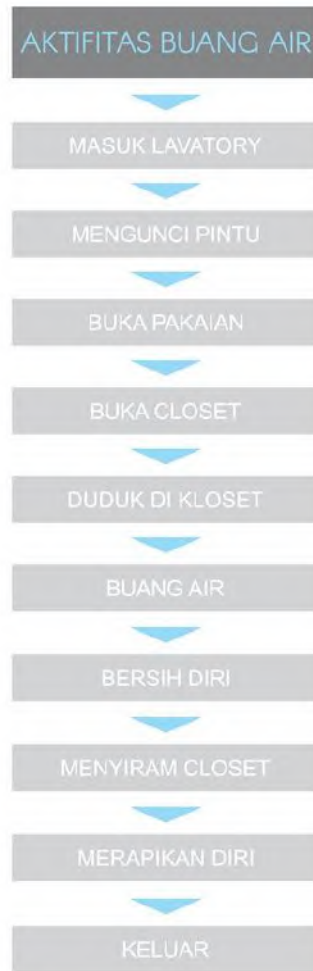 AKTIFITAS BUANG AIR
MASUK LAVATORY
MENGUNCI PINTU
BUKA PAKAIAN
BUKA CLOSET
DUDUK DI KLOSET
BUANG AIR
BERSIH DIRI
MENYIRAM CLOSET
MERAPIKAN DIRI
KELUAR